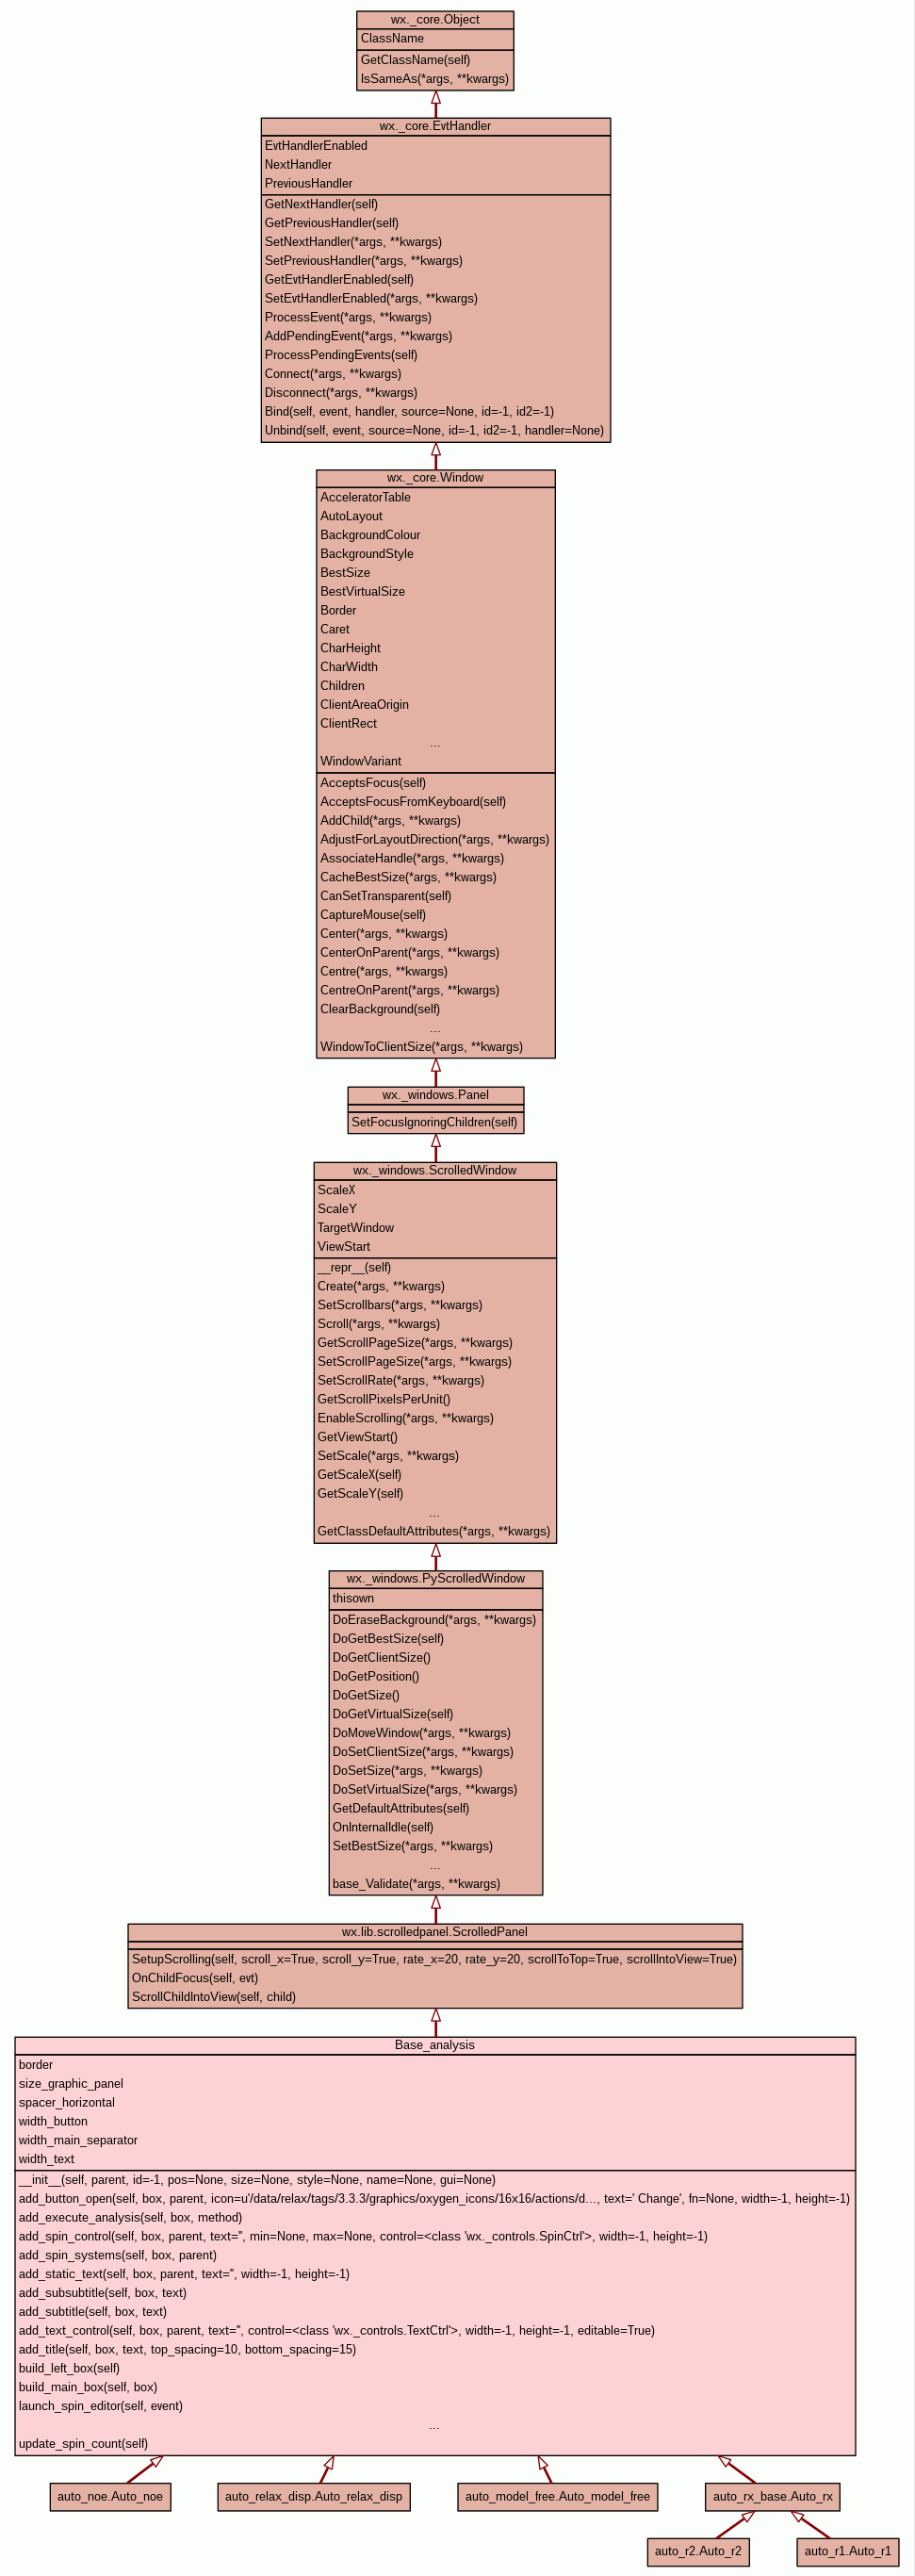 wx._core.Object
ClassName
GetClassName(self)
IsSameAs(*args, **kwargs)
wx._core.EvtHandler
EvtHandlerEnabled
NextHandler
PreviousHandler
GetNextHandler(self)
GetPreviousHandler(self)
SetNextHandler(*args, **kwargs)
SetPreviousHandler(*args, **kwargs)
GetEvtHandlerEnabled(self)
SetEvtHandlerEnabled(*args, **kwargs)
ProcessEvent(*args, **kwargs)
AddPendingEvent(*args, **kwargs)
ProcessPendingEvents(self)
Connect(*args, **kwargs)
Disconnect(*args, **kwargs)
Bind(self, event, handler, source=None, id=-1, id2=-1)
Unbind(self, event, source=None, id=-1, id2=-1, handler=None)
wx._core.Window
AcceleratorTable
AutoLayout
BackgroundColour
BackgroundStyle
BestSize
BestVirtualSize
Border
Caret
CharHeight
CharWidth
Children
ClientAreaOrigin
ClientRect
...
WindowVariant
AcceptsFocus(self)
AcceptsFocusFromKeyboard(self)
AddChild(*args, **kwargs)
AdjustForLayoutDirection(*args, **kwargs)
AssociateHandle(*args, **kwargs)
CacheBestSize(*args, **kwargs)
CanSetTransparent(self)
CaptureMouse(self)
Center(*args, **kwargs)
CenterOnParent(*args, **kwargs)
Centre(*args, **kwargs)
CentreOnParent(*args, **kwargs)
ClearBackground(self)
...
WindowToClientSize(*args, **kwargs)
wx._windows.Panel
SetFocusIgnoringChildren(self)
wx._windows.ScrolledWindow
ScaleX
ScaleY
TargetWindow
ViewStart
__repr__(self)
Create(*args, **kwargs)
SetScrollbars(*args, **kwargs)
Scroll(*args, **kwargs)
GetScrollPageSize(*args, **kwargs)
SetScrollPageSize(*args, **kwargs)
SetScrollRate(*args, **kwargs)
GetScrollPixelsPerUnit()
EnableScrolling(*args, **kwargs)
GetViewStart()
SetScale(*args, **kwargs)
GetScaleX(self)
GetScaleY(self)
...
GetClassDefaultAttributes(*args, **kwargs)
wx._windows.PyScrolledWindow
thisown
DoEraseBackground(*args, **kwargs)
DoGetBestSize(self)
DoGetClientSize()
DoGetPosition()
DoGetSize()
DoGetVirtualSize(self)
DoMoveWindow(*args, **kwargs)
DoSetClientSize(*args, **kwargs)
DoSetSize(*args, **kwargs)
DoSetVirtualSize(*args, **kwargs)
GetDefaultAttributes(self)
OnInternalIdle(self)
SetBestSize(*args, **kwargs)
...
base_Validate(*args, **kwargs)
wx.lib.scrolledpanel.ScrolledPanel
SetupScrolling(self, scroll_x=True, scroll_y=True, rate_x=20, rate_y=20, scrollToTop=True, scrollIntoView=True)
OnChildFocus(self, evt)
ScrollChildIntoView(self, child)
Base_analysis
border
size_graphic_panel
spacer_horizontal
width_button
width_main_separator
width_text
__init__(self, parent, id=-1, pos=None, size=None, style=None, name=None, gui=None)
add_button_open(self, box, parent, icon=u'/data/relax/tags/3.3.3/graphics/oxygen_icons/16x16/actions/d..., text=' Change', fn=None, width=-1, height=-1)
add_execute_analysis(self, box, method)
add_spin_control(self, box, parent, text='', min=None, max=None, control=<class 'wx._controls.SpinCtrl'>, width=-1, height=-1)
add_spin_systems(self, box, parent)
add_static_text(self, box, parent, text='', width=-1, height=-1)
add_subsubtitle(self, box, text)
add_subtitle(self, box, text)
add_text_control(self, box, parent, text='', control=<class 'wx._controls.TextCtrl'>, width=-1, height=-1, editable=True)
add_title(self, box, text, top_spacing=10, bottom_spacing=15)
build_left_box(self)
build_main_box(self, box)
launch_spin_editor(self, event)
...
update_spin_count(self)
auto_noe.Auto_noe
auto_relax_disp.Auto_relax_disp
auto_model_free.Auto_model_free
auto_rx_base.Auto_rx
auto_r2.Auto_r2
auto_r1.Auto_r1